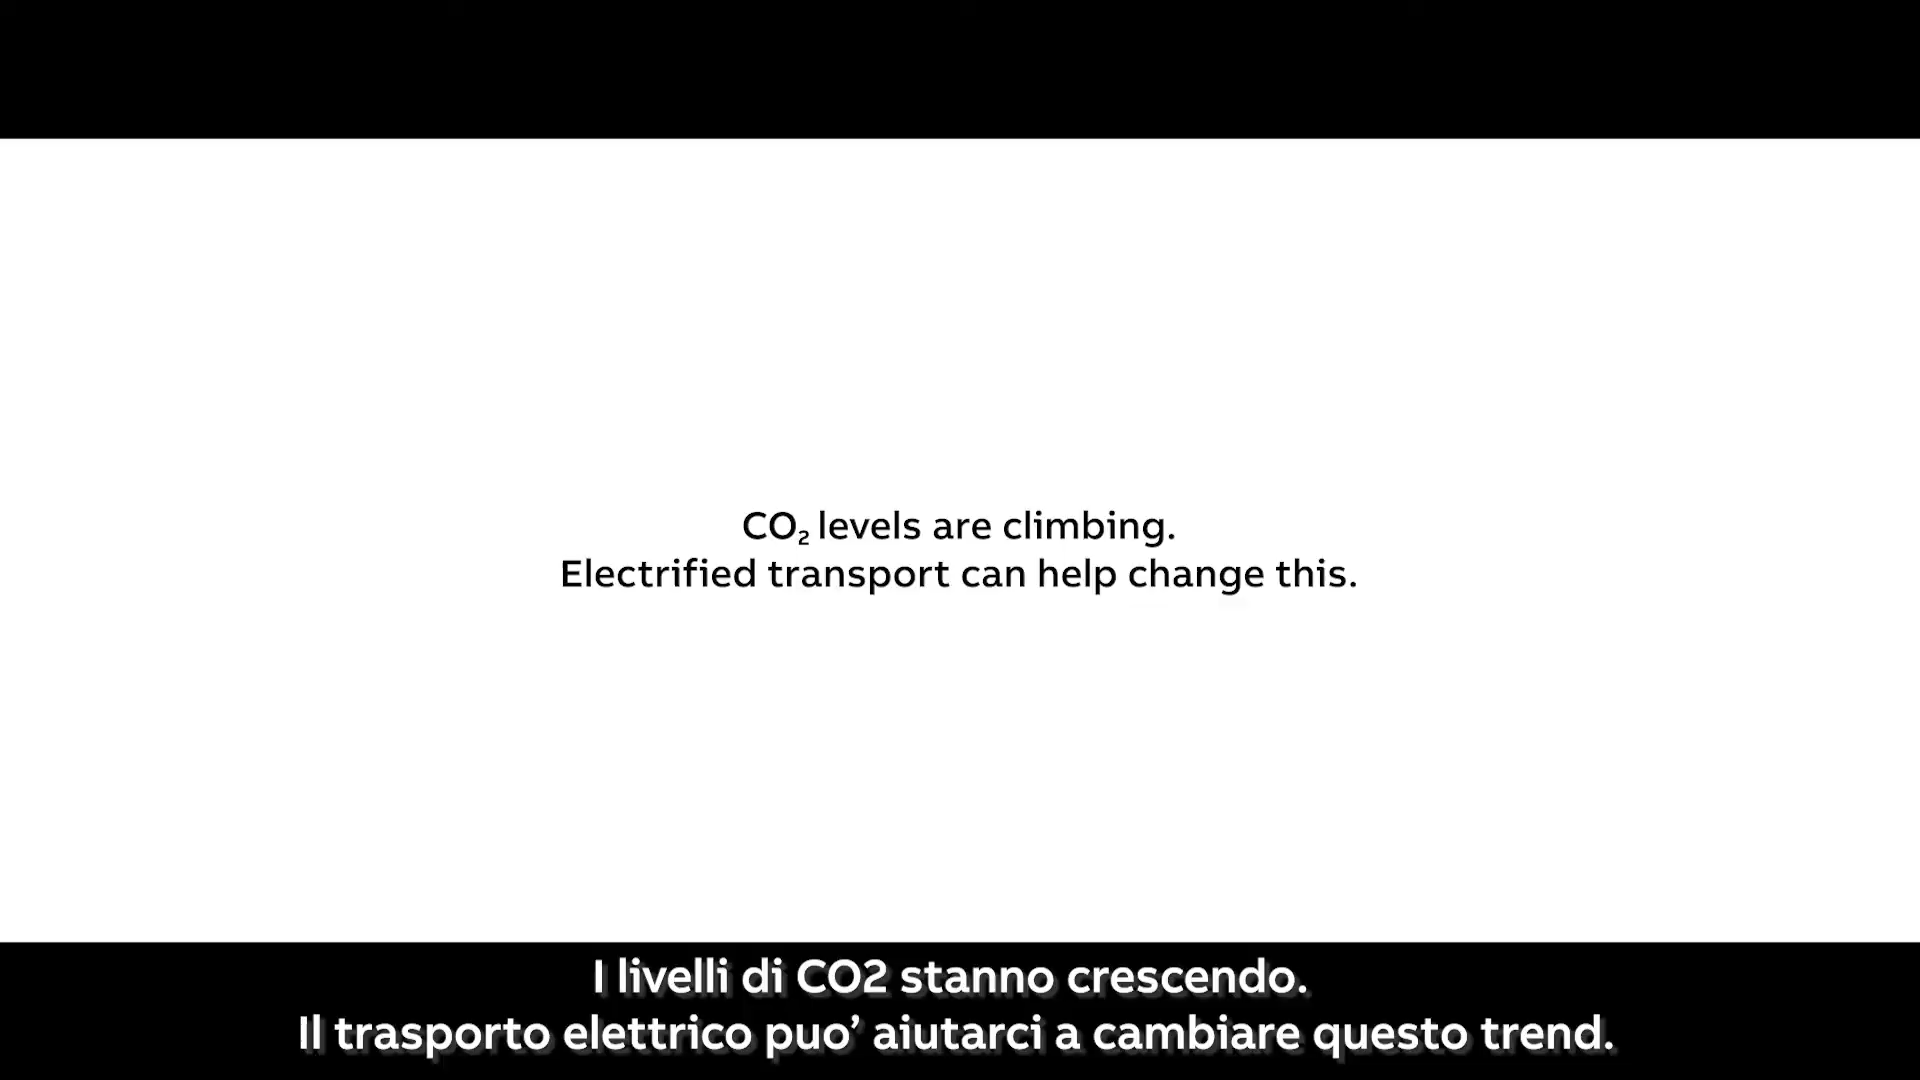 CO₂ levels are climbing.
Electrified transport can help change this.
I livelli di CO2 stanno crescendo.
Il trasporto elettrico puo’ aiutarci a cambiare questo trend.